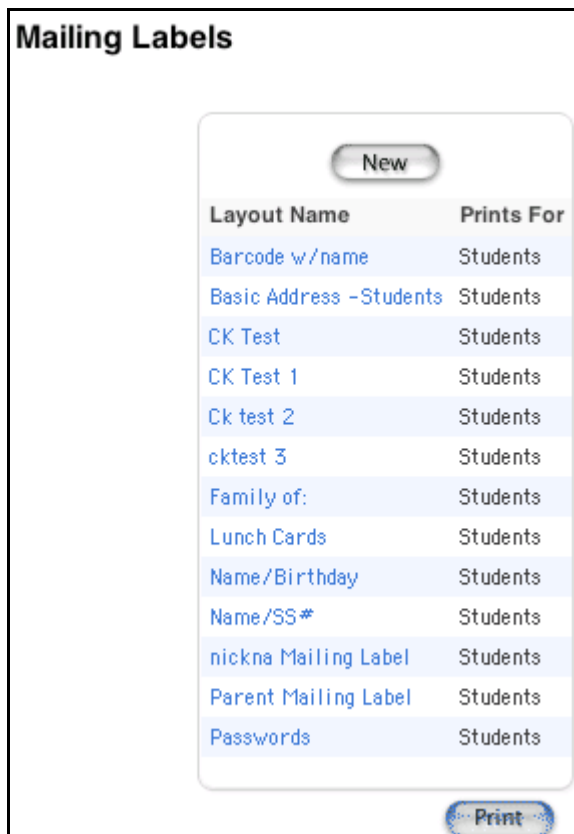 Mailing Labels
New
Layout Name Prints For
Barcode w/name Students
Basic Address -Students Students
CK Test Students
CK Test 1 Students
Ck test 2 Students
cktest 3 Students
Family of: Students
Lunch Cards Students
Name/Birthday Students
Name/SS# Students
nickna Mailing Label Students
Parent Mailing Label Students
Passwords Students
Print